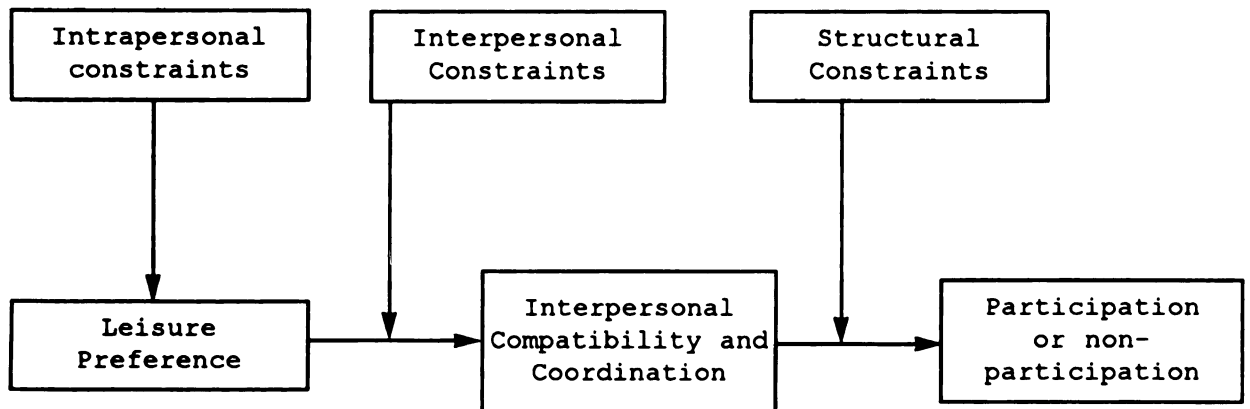 Intrapersonal
constraints
Interpersonal
Constraints
Structural
Constraints
Leisure
Preference
Interpersonal
Compatibility and
Coordination
Participation
or non-
participation